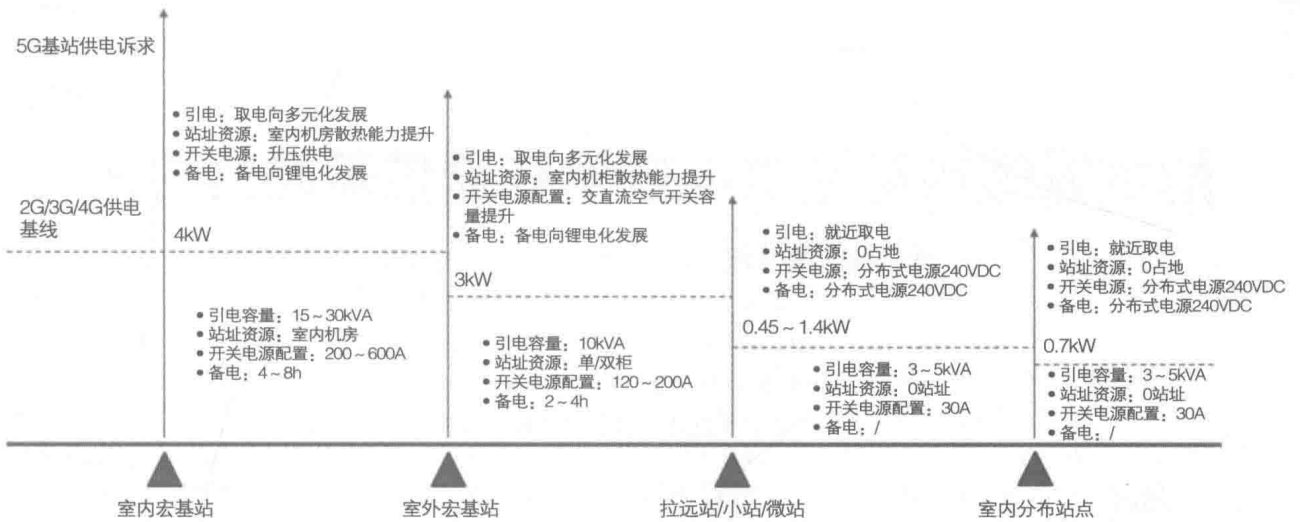 5G基站供电诉求
• 引电：取电向多元化发展
• 站址资源：室内机房散热能力提升
• 开关电源：升压供电
• 备电：备电向锂电化发展
• 引电：取电向多元化发展
• 站址资源：室内机柜散热能力提升
• 开关电源配置：交直流空气开关容
量提升
• 备电：备电向锂电化发展
• 引电：就近取电
• 站址资源：0占地
• 开关电源：分布式电源240VDC
• 备电：分布式电源240VDC
• 引电：就近取电
• 站址资源：0占地
• 开关电源：分布式电源240VDC
• 备电：分布式电源240VDC
2G/3G/4G供电
基线
4kW
3kW
0.45～1.4kW
0.7kW
• 引电容量：15～30kVA
• 站址资源：室内机房
• 开关电源配置：200～600A
• 备电：4～8h
• 引电容量：10kVA
• 站址资源：单/双柜
• 开关电源配置：120～200A
• 备电：2～4h
• 引电容量：3～5kVA
• 站址资源：0站址
• 开关电源配置：30A
• 备电：/
• 引电容量：3～5kVA
• 站址资源：0站址
• 开关电源配置：30A
• 备电：/
室内宏基站
室外宏基站
拉远站/小站/微站
室内分布站点